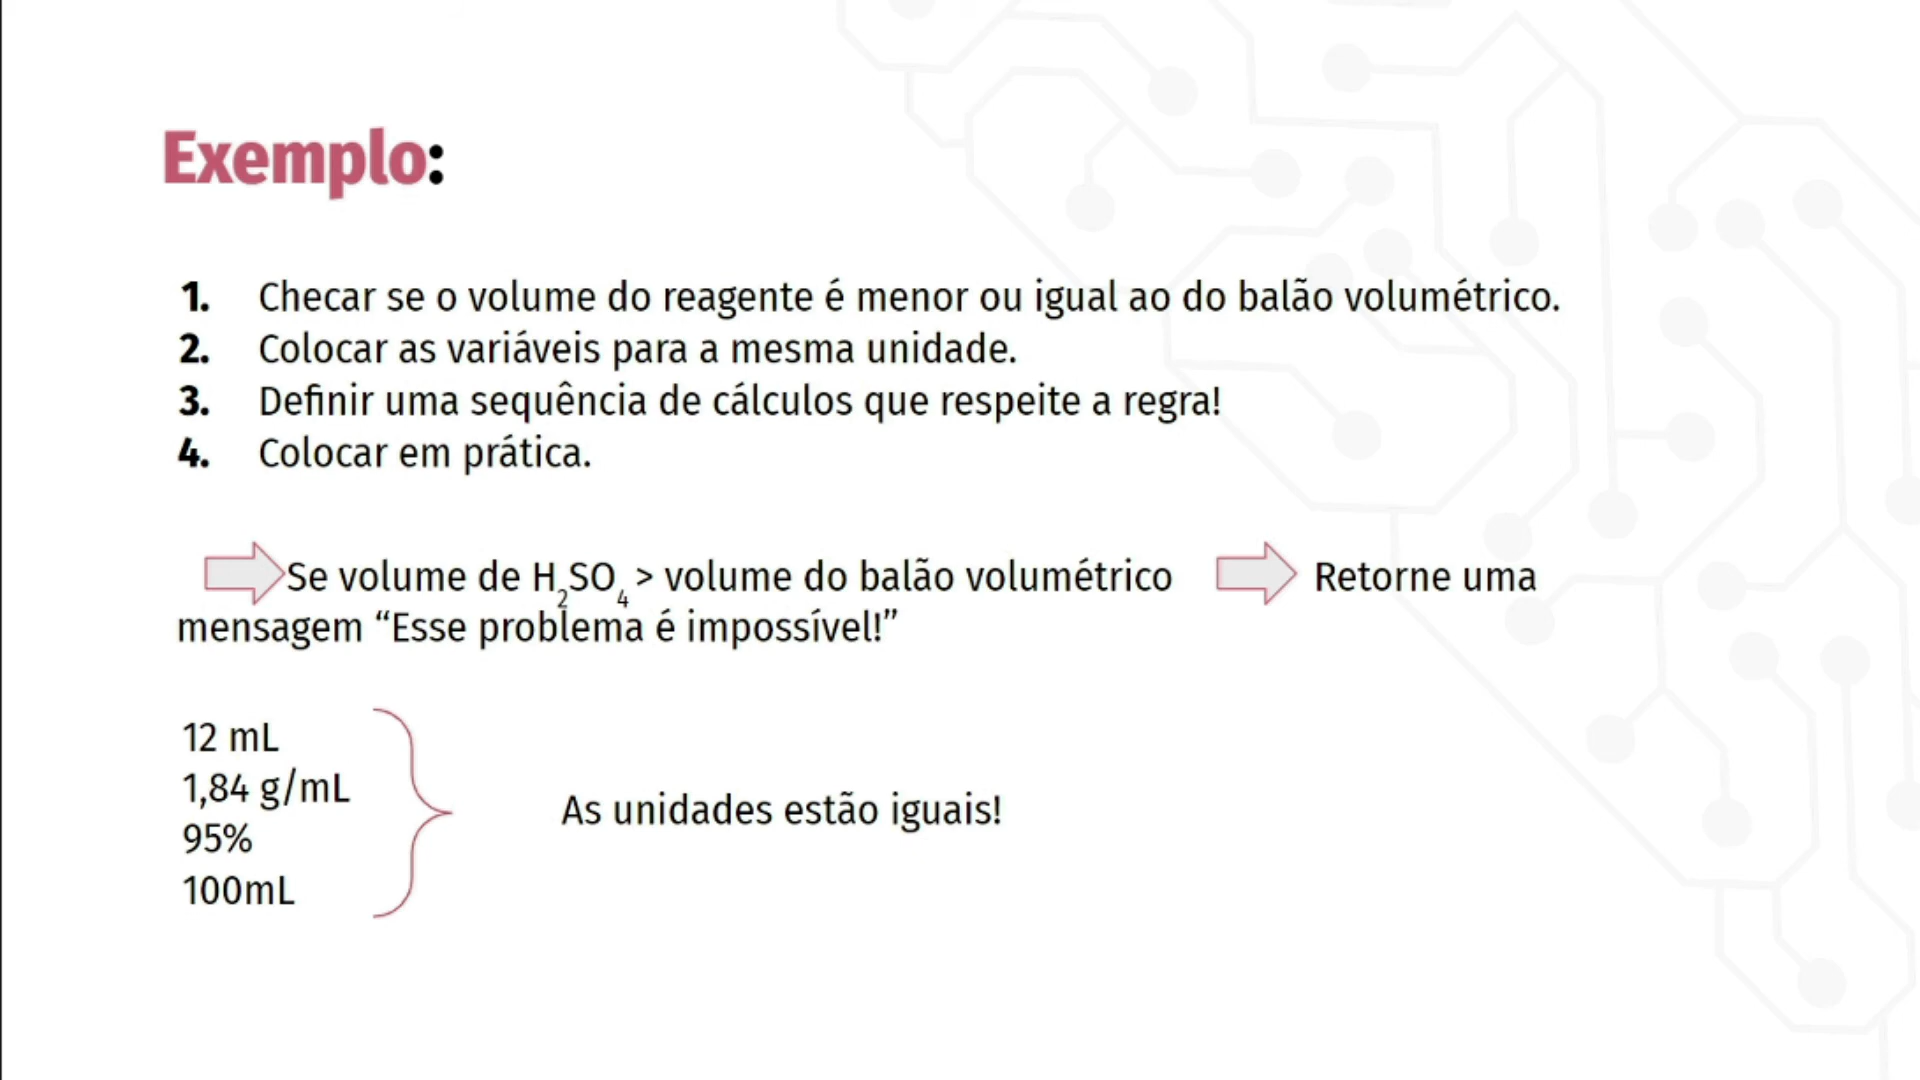 Exemplo:
1. Checar se o volume do reagente é menor ou igual ao do balão volumétrico.
2. Colocar as variáveis para a mesma unidade.
3. Definir uma sequência de cálculos que respeite a regra!
4. Colocar em prática.
Se volume de H₂SO₄ > volume do balão volumétrico Retorne uma
mensagem “Esse problema é impossível!”
12 mL
1,84 g/mL
95%
100mL
As unidades estão iguais!